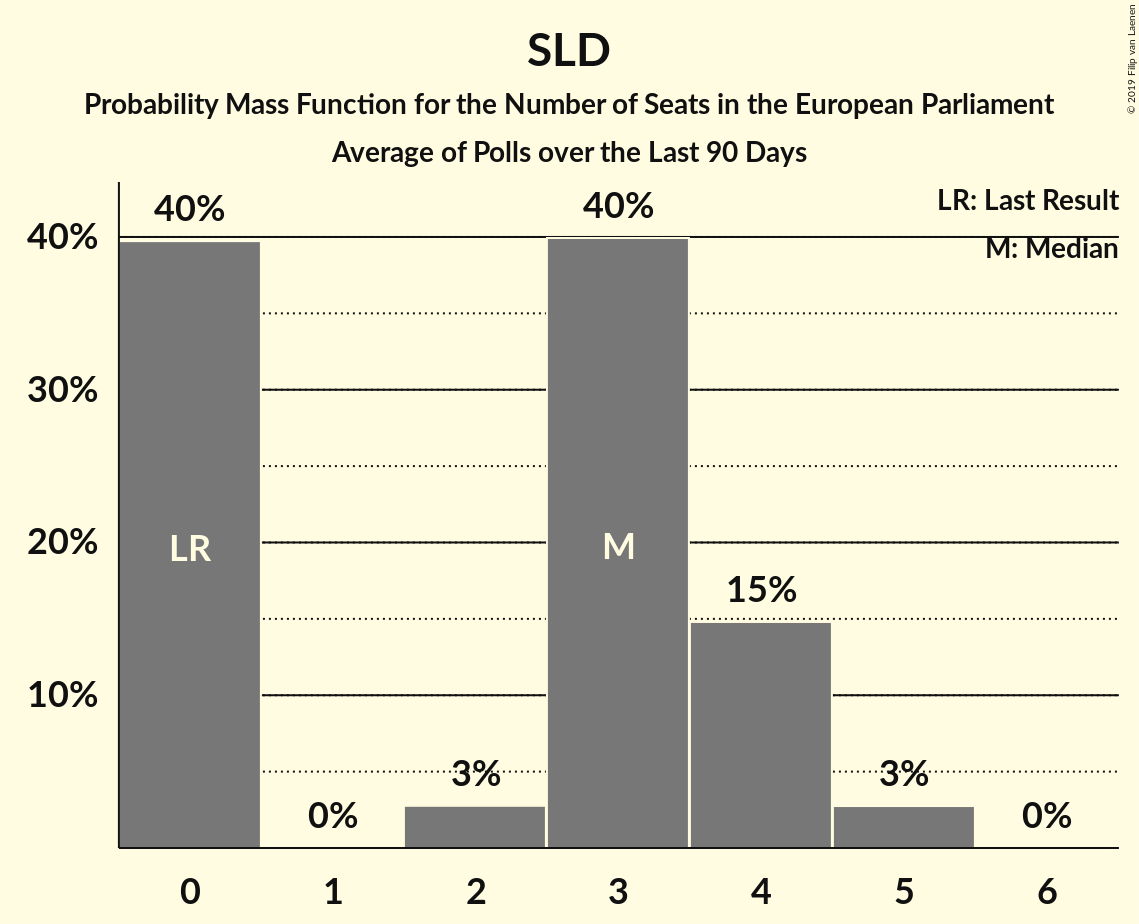 SLD
Probability Mass Function for the Number of Seats in the European Parliament
Average of Polls over the Last 90 Days
© 2019 Filip van Laenen
LR: Last Result
M: Median
40%
30%
20%
10%
40%
0%
3%
40%
15%
3%
0%
LR
M
0 1 2 3 4 5 6